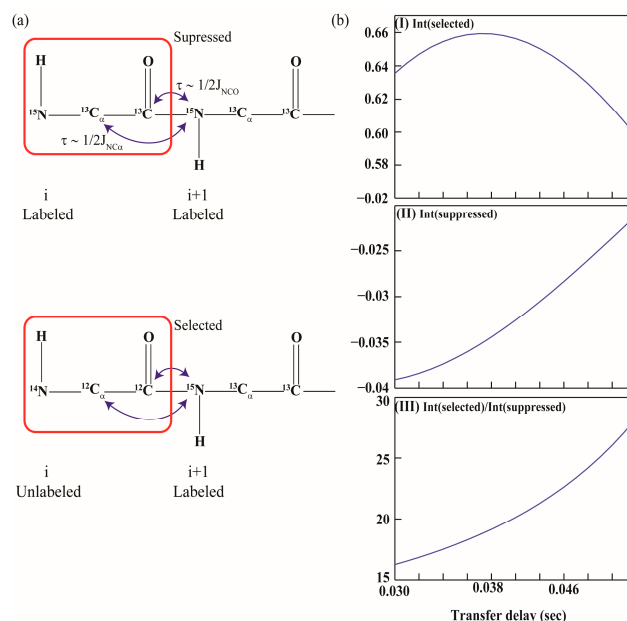 (a)
Supressed
H
O
O
τ ~ 1/2J_NCO
¹⁵N ¹³Cα ¹³C ¹⁵N ¹³Cα ¹³C
τ ~ 1/2J_NCα
H
i i+1
Labeled Labeled
Selected
H
O
O
¹⁴N ¹²Cα ¹²C ¹⁵N ¹³Cα ¹³C
H
i i+1
Unlabeled Labeled
(b)
(I) Int(selected)
0.66
0.64
0.60
0.58
−0.02
(II) Int(suppressed)
−0.025
−0.03
−0.035
−0.04
(III) Int(selected)/Int(suppressed)
30
25
20
15
0.030 0.038 0.046
Transfer delay (sec)